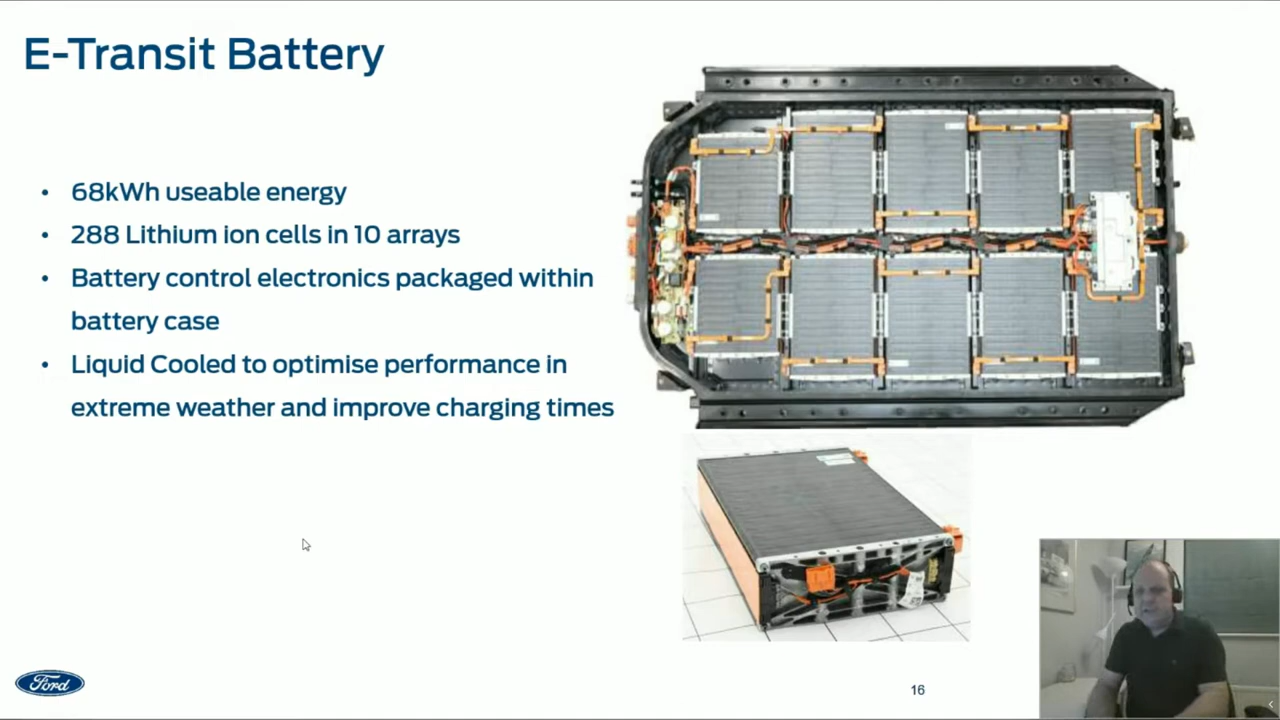 E-Transit Battery
• 68kWh useable energy
• 288 Lithium ion cells in 10 arrays
• Battery control electronics packaged within
battery case
• Liquid Cooled to optimise performance in
extreme weather and improve charging times
Ford
16